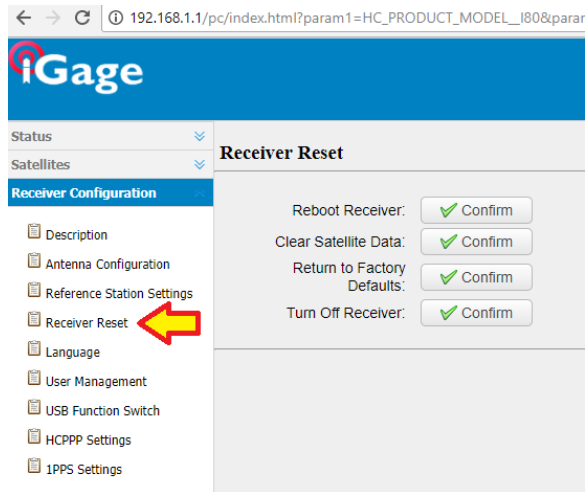 192.168.1.1/pc/index.html?param1=HC_PRODUCT_MODEL__I80&param
iGage
Status
Satellites
Receiver Configuration
Description
Antenna Configuration
Reference Station Settings
Receiver Reset
Language
User Management
USB Function Switch
HCPPP Settings
1PPS Settings
Receiver Reset
Reboot Receiver: Confirm
Clear Satellite Data: Confirm
Return to Factory
Defaults: Confirm
Turn Off Receiver: Confirm